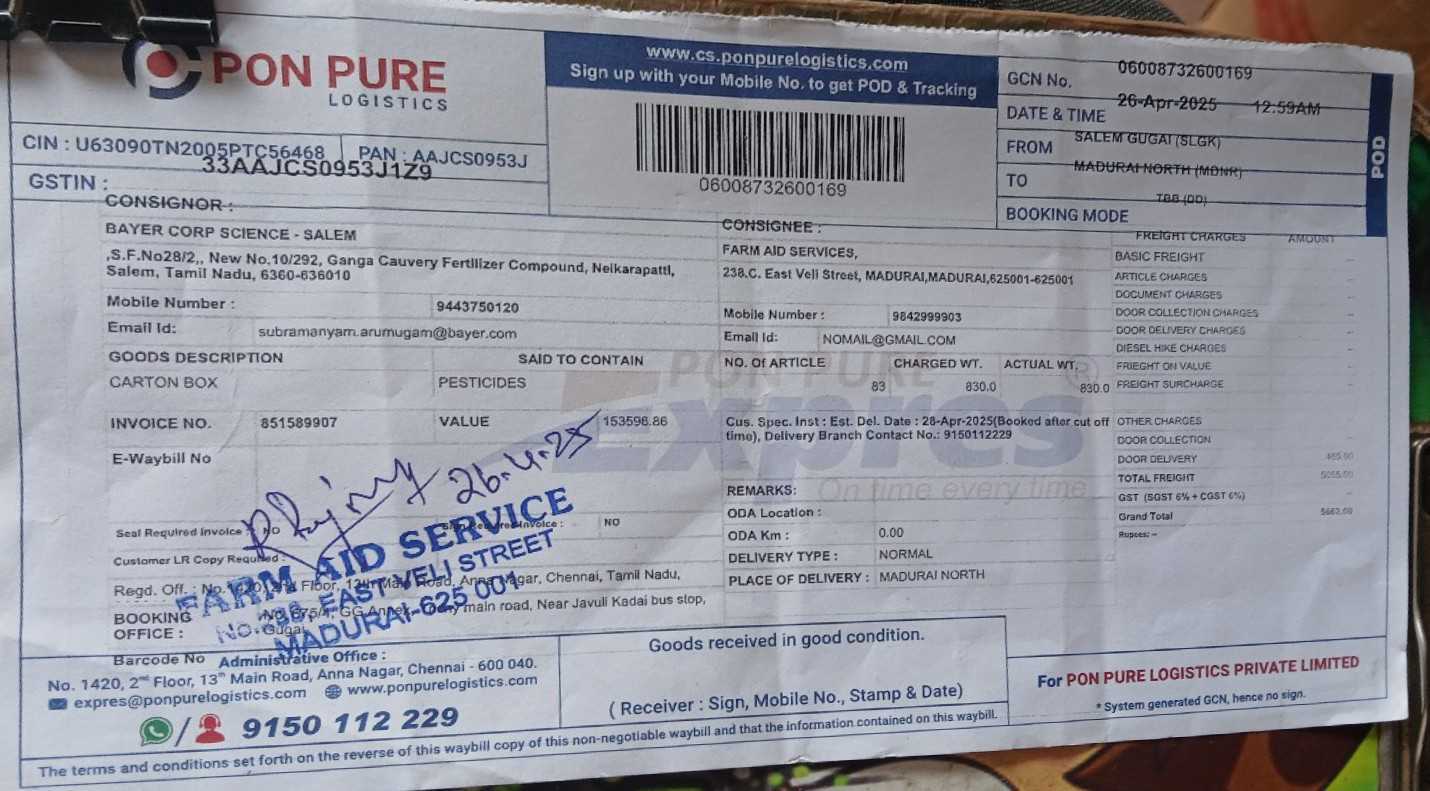 PON PURE
LOGISTICS
www.cs.ponpurelogistics.com
Sign up with your Mobile No. to get POD & Tracking
06008732600169
GCN No. 06008732600169
DATE & TIME 26-Apr-2025 12:59AM
FROM SALEM GUGAI (SLGK)
TO MADURAI NORTH (MDNR)
BOOKING MODE TBB (DD)
POD
CIN : U63090TN2005PTC56468 PAN : AAJCS0953J
GSTIN : 33AAJCS0953J1Z9
CONSIGNOR :
BAYER CORP SCIENCE - SALEM
,S.F.No28/2,, New No.10/292, Ganga Cauvery Fertilizer Compound, Neikarapatti,
Salem, Tamil Nadu, 6360-636010
Mobile Number : 9443750120
Email Id: subramanyam.arumugam@bayer.com
CONSIGNEE :
FARM AID SERVICES,
238.C. East Veli Street, MADURAI,MADURAI,625001-625001
Mobile Number : 9842999903
Email Id: NOMAIL@GMAIL.COM
GOODS DESCRIPTION SAID TO CONTAIN
CARTON BOX PESTICIDES
NO. Of ARTICLE CHARGED WT. ACTUAL WT.
83 830.0 830.0
INVOICE NO. 851589907 VALUE 153598.86
E-Waybill No
Cus. Spec. Inst : Est. Del. Date : 28-Apr-2025(Booked after cut off
time), Delivery Branch Contact No.: 9150112229
PON PURE
Expres
On time every time
REMARKS:
ODA Location :
ODA Km : 0.00
DELIVERY TYPE : NORMAL
PLACE OF DELIVERY : MADURAI NORTH
FREIGHT CHARGES AMOUNT
BASIC FREIGHT --
ARTICLE CHARGES --
DOCUMENT CHARGES --
DOOR COLLECTION CHARGES --
DOOR DELIVERY CHARGES --
DIESEL HIKE CHARGES --
FRIEGHT ON VALUE --
FREIGHT SURCHARGE --
OTHER CHARGES
DOOR COLLECTION
DOOR DELIVERY
TOTAL FREIGHT
GST (SGST 6% + CGST 6%)
Grand Total
Rupees: --
26.4.25
Seal Required Invoice : NO
Invoice : NO
Customer LR Copy Required :
FARM AID SERVICE
EAST VELI STREET
MADURAI-625 001
Regd. Off. : Floor, Road, Anna Nagar, Chennai, Tamil Nadu,
BOOKING
OFFICE :
GG main road, Near Javuli Kadai bus stop,
Gugai
Barcode No Administrative Office :
No. 1420, 2nd Floor, 13th Main Road, Anna Nagar, Chennai - 600 040.
expres@ponpurelogistics.com www.ponpurelogistics.com
/ 9150 112 229
Goods received in good condition.
( Receiver : Sign, Mobile No., Stamp & Date)
For PON PURE LOGISTICS PRIVATE LIMITED
* System generated GCN, hence no sign.
The terms and conditions set forth on the reverse of this waybill copy of this non-negotiable waybill and that the information contained on this waybill.